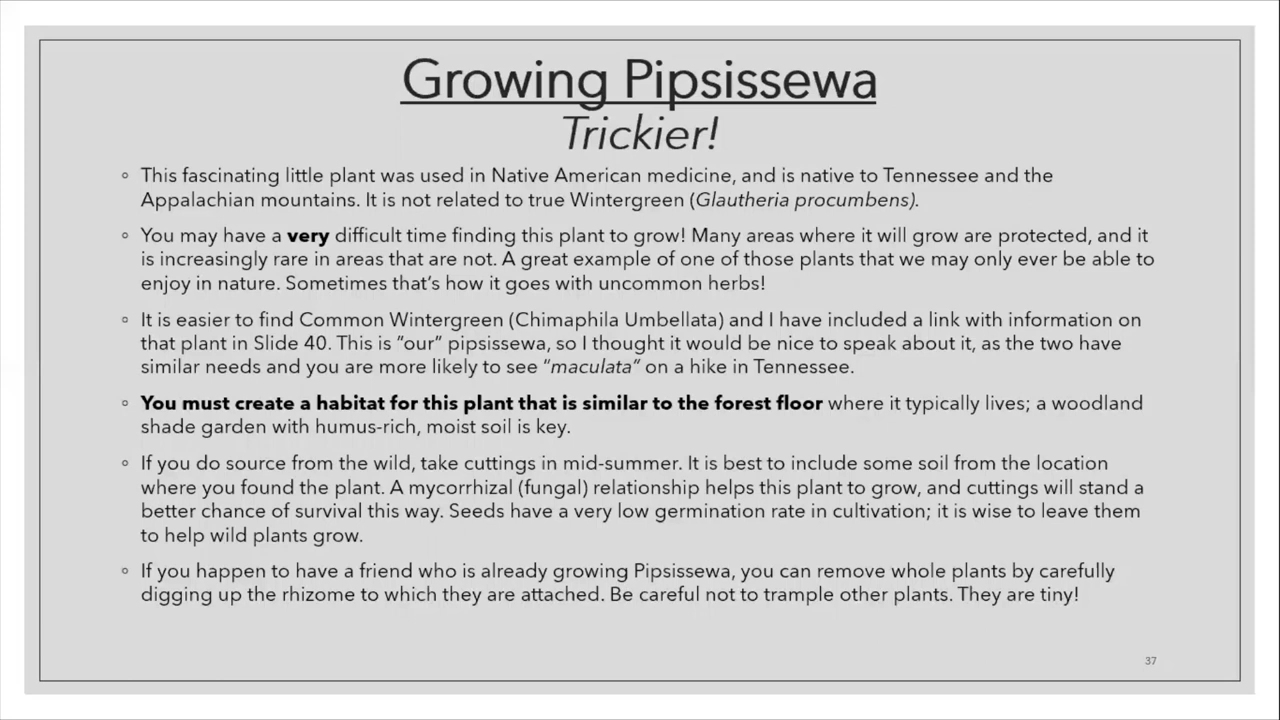 Growing Pipsissewa
Trickier!
◦ This fascinating little plant was used in Native American medicine, and is native to Tennessee and the
Appalachian mountains. It is not related to true Wintergreen (Glautheria procumbens).
◦ You may have a very difficult time finding this plant to grow! Many areas where it will grow are protected, and it
is increasingly rare in areas that are not. A great example of one of those plants that we may only ever be able to
enjoy in nature. Sometimes that's how it goes with uncommon herbs!
◦ It is easier to find Common Wintergreen (Chimaphila Umbellata) and I have included a link with information on
that plant in Slide 40. This is "our" pipsissewa, so I thought it would be nice to speak about it, as the two have
similar needs and you are more likely to see "maculata" on a hike in Tennessee.
◦ You must create a habitat for this plant that is similar to the forest floor where it typically lives; a woodland
shade garden with humus-rich, moist soil is key.
◦ If you do source from the wild, take cuttings in mid-summer. It is best to include some soil from the location
where you found the plant. A mycorrhizal (fungal) relationship helps this plant to grow, and cuttings will stand a
better chance of survival this way. Seeds have a very low germination rate in cultivation; it is wise to leave them
to help wild plants grow.
◦ If you happen to have a friend who is already growing Pipsissewa, you can remove whole plants by carefully
digging up the rhizome to which they are attached. Be careful not to trample other plants. They are tiny!
37